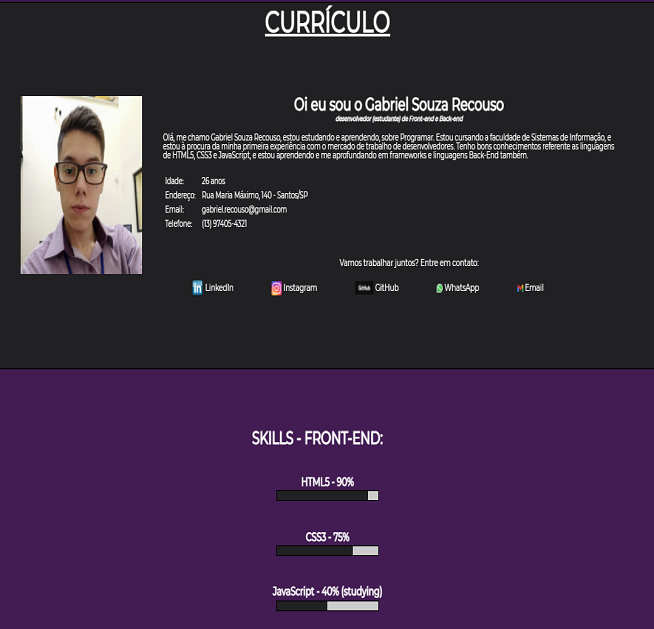 CURRÍCULO
Oi eu sou o Gabriel Souza Recouso
desenvolvedor (estudante) de Front-end e Back-end
Olá, me chamo Gabriel Souza Recouso, estou estudando e aprendendo, sobre Programar. Estou cursando a faculdade de Sistemas de Informação, e
estou à procura da minha primeira experiência com o mercado de trabalho de desenvolvedores. Tenho bons conhecimentos referente as linguagens
de HTML5, CSS3 e JavaScript, e estou aprendendo e me aprofundando em frameworks e linguagens Back-End também.
Idade: 26 anos
Endereço: Rua Maria Máximo, 140 - Santos/SP
Email: gabriel.recouso@gmail.com
Telefone: (13) 97405-4321
Vamos trabalhar juntos? Entre em contato:
in LinkedIn Instagram GitHub GitHub WhatsApp Email
SKILLS - FRONT-END:
HTML5 - 90%
CSS3 - 75%
JavaScript - 40% (studying)